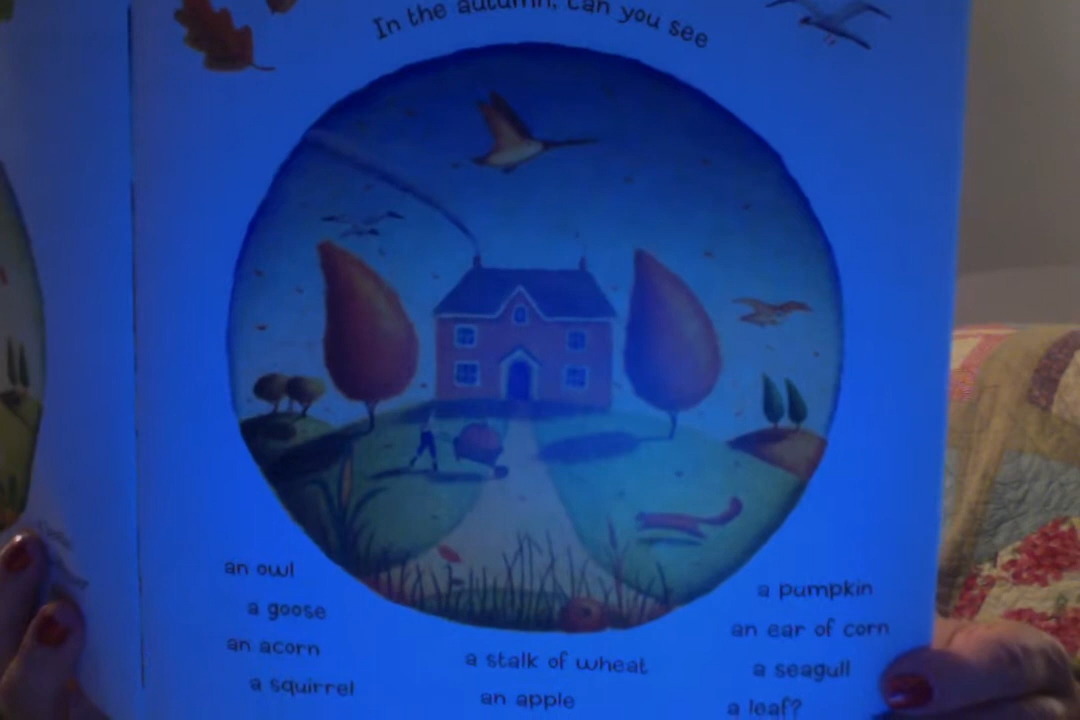 In the autumn, can you see
an owl
a goose
an acorn
a squirrel
a stalk of wheat
an apple
a pumpkin
an ear of corn
a seagull
a leaf?